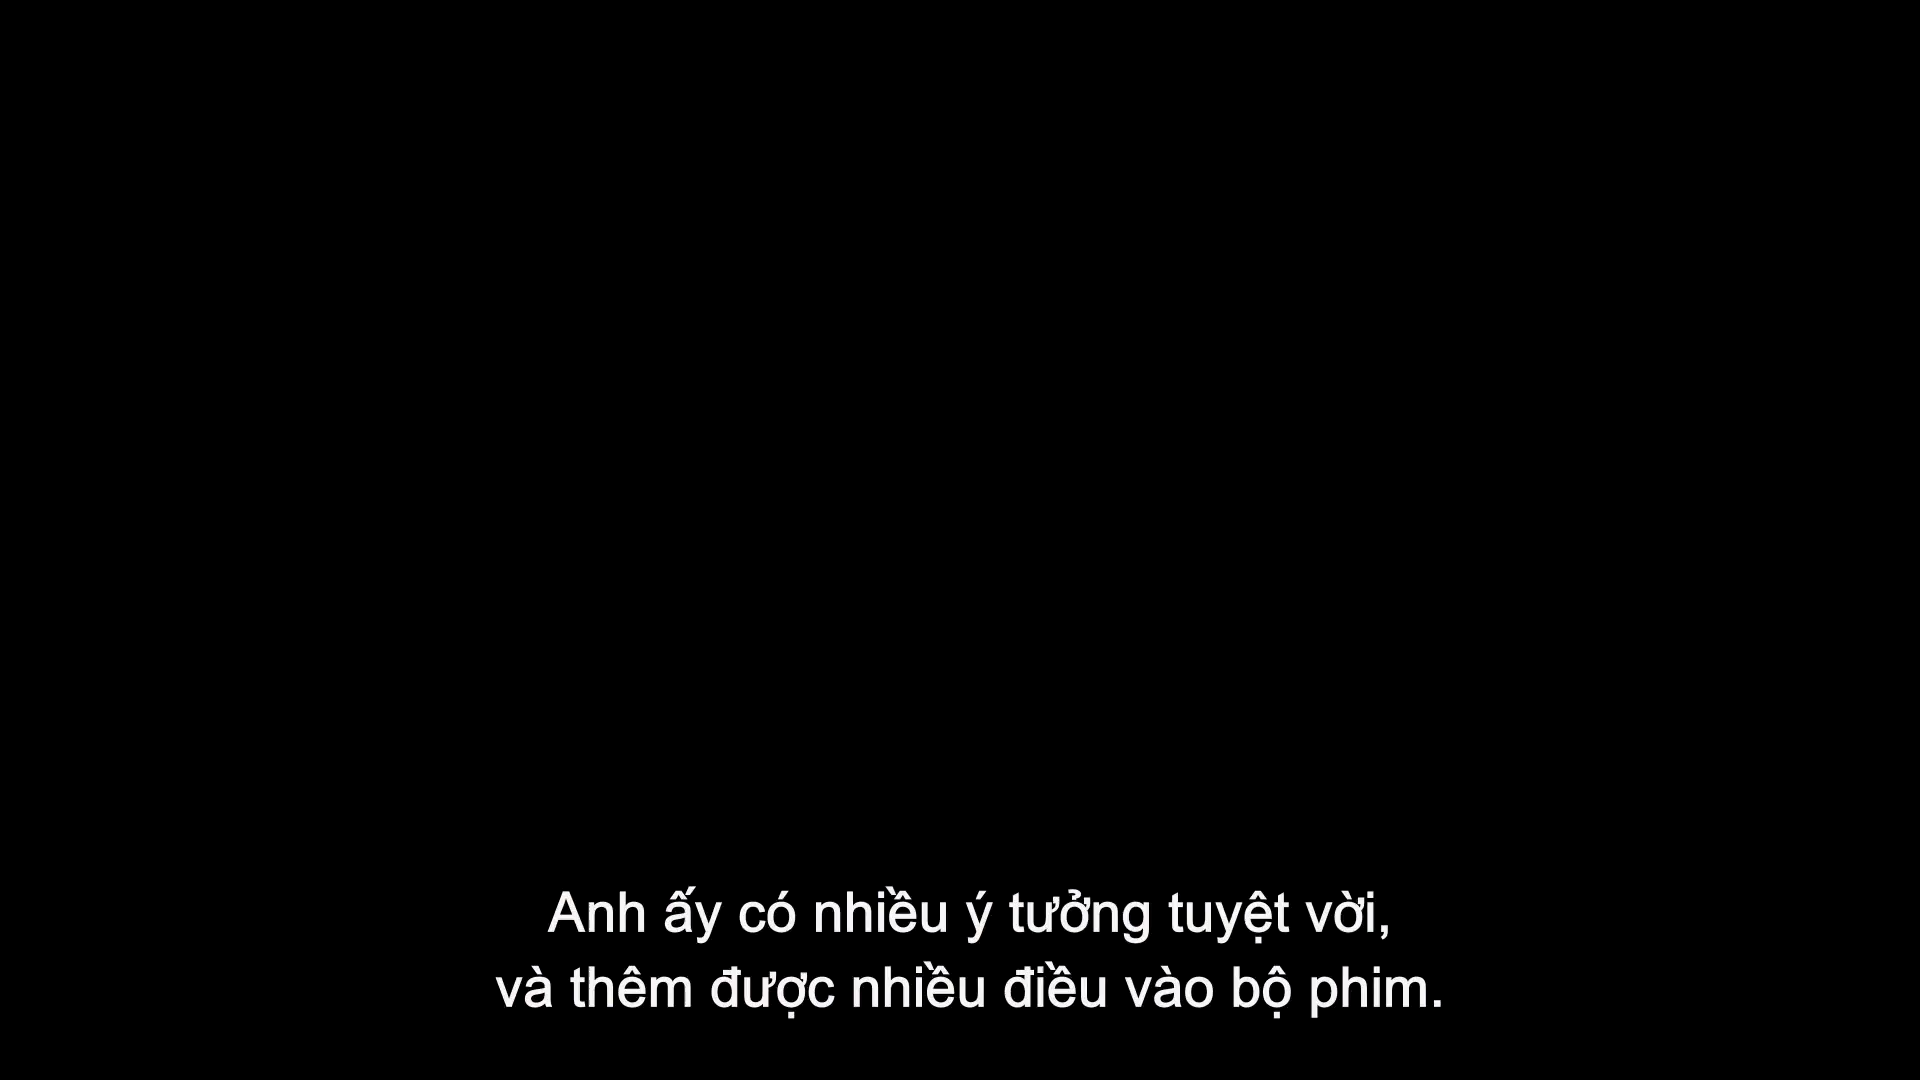 Anh ấy có nhiều ý tưởng tuyệt vời,
và thêm được nhiều điều vào bộ phim.